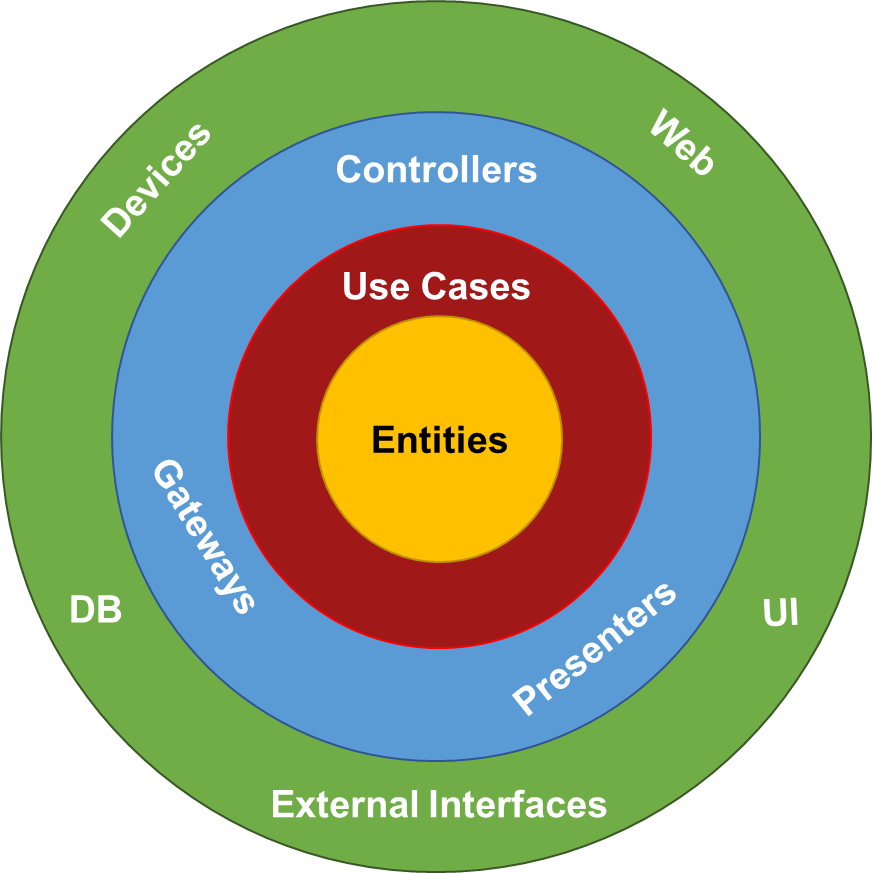 Devices
Web
Controllers
Use Cases
Entities
Gateways
DB
Presenters
UI
External Interfaces